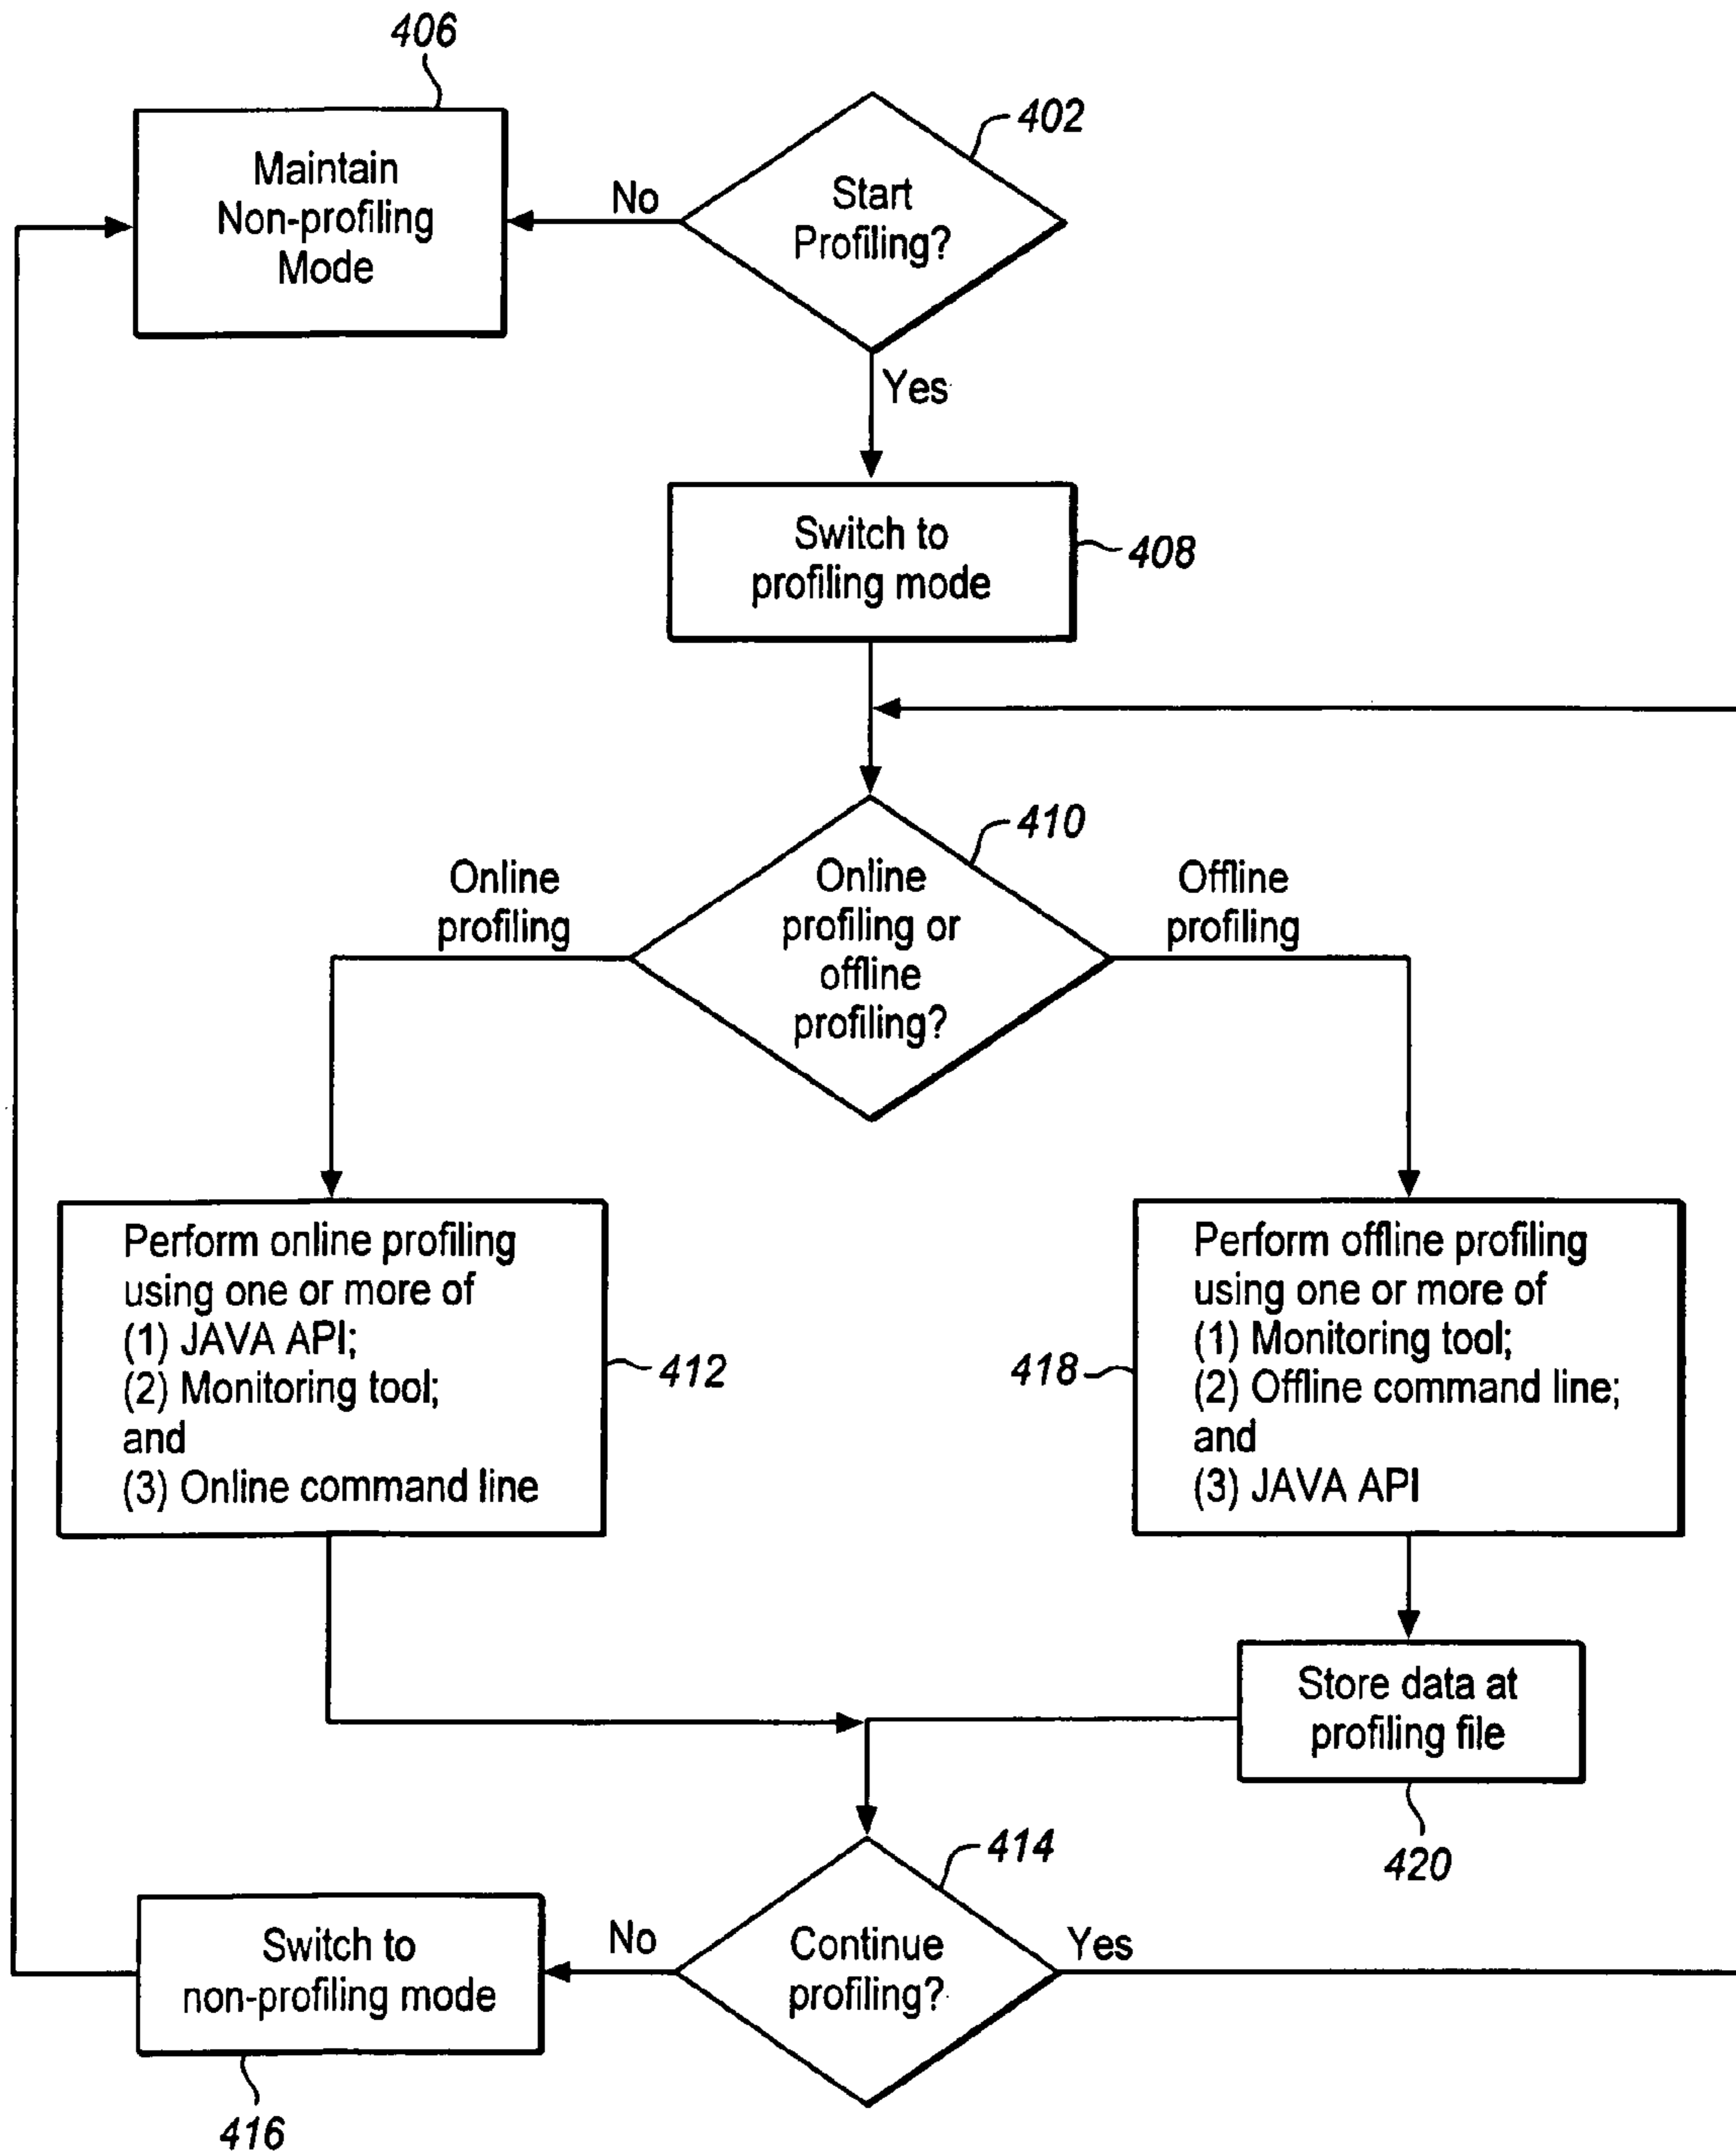 406
402
Maintain
Non-profiling
Mode
No
Start
Profiling?
Yes
Switch to
profiling mode
408
410
Online
profiling
Online
profiling or
offline
profiling?
Offline
profiling
Perform online profiling
using one or more of
(1) JAVA API;
(2) Monitoring tool;
and
(3) Online command line
412
418
Perform offline profiling
using one or more of
(1) Monitoring tool;
(2) Offline command line;
and
(3) JAVA API
Store data at
profiling file
420
414
Switch to
non-profiling mode
No
Continue
profiling?
Yes
416